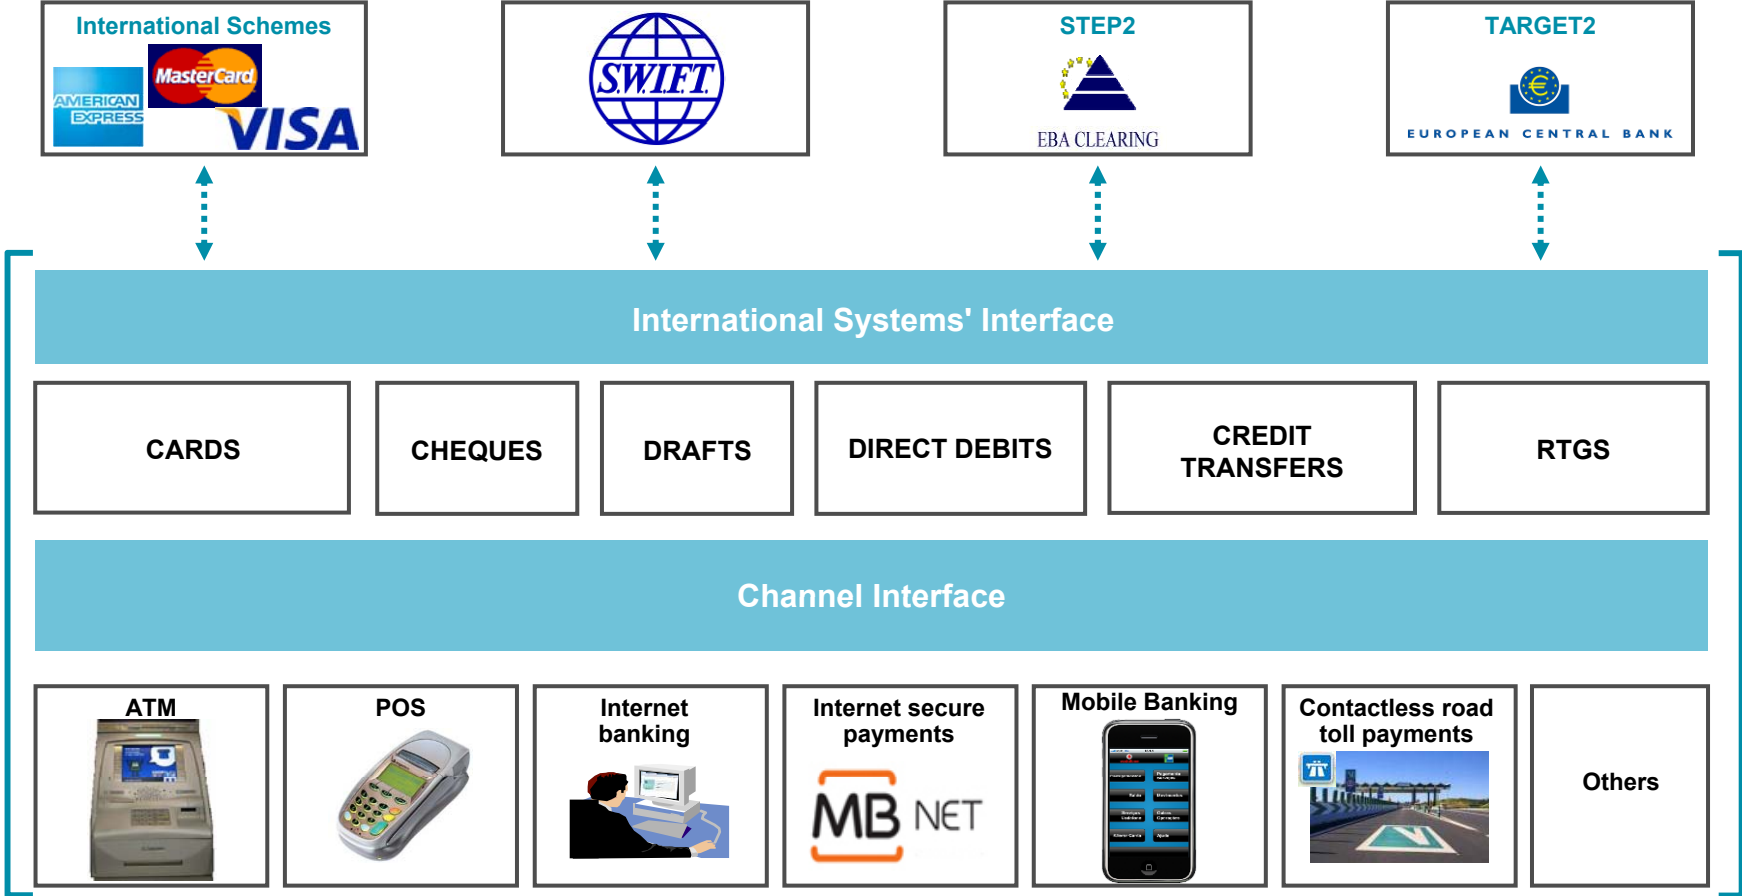 International Schemes
MasterCard
AMERICAN
EXPRESS
VISA
S.W.I.F.T.
STEP2
EBA CLEARING
TARGET2
€
EUROPEAN CENTRAL BANK
International Systems' Interface
CARDS
CHEQUES
DRAFTS
DIRECT DEBITS
CREDIT
TRANSFERS
RTGS
Channel Interface
ATM
POS
Internet
banking
Internet secure
payments
MB NET
Mobile Banking
Contactless road
toll payments
V
Others